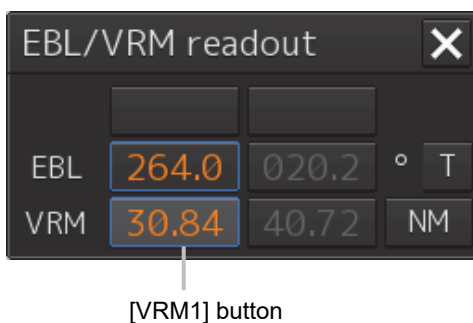 EBL/VRM readout X
EBL 264.0 020.2 ° T
VRM 30.84 40.72 NM
[VRM1] button